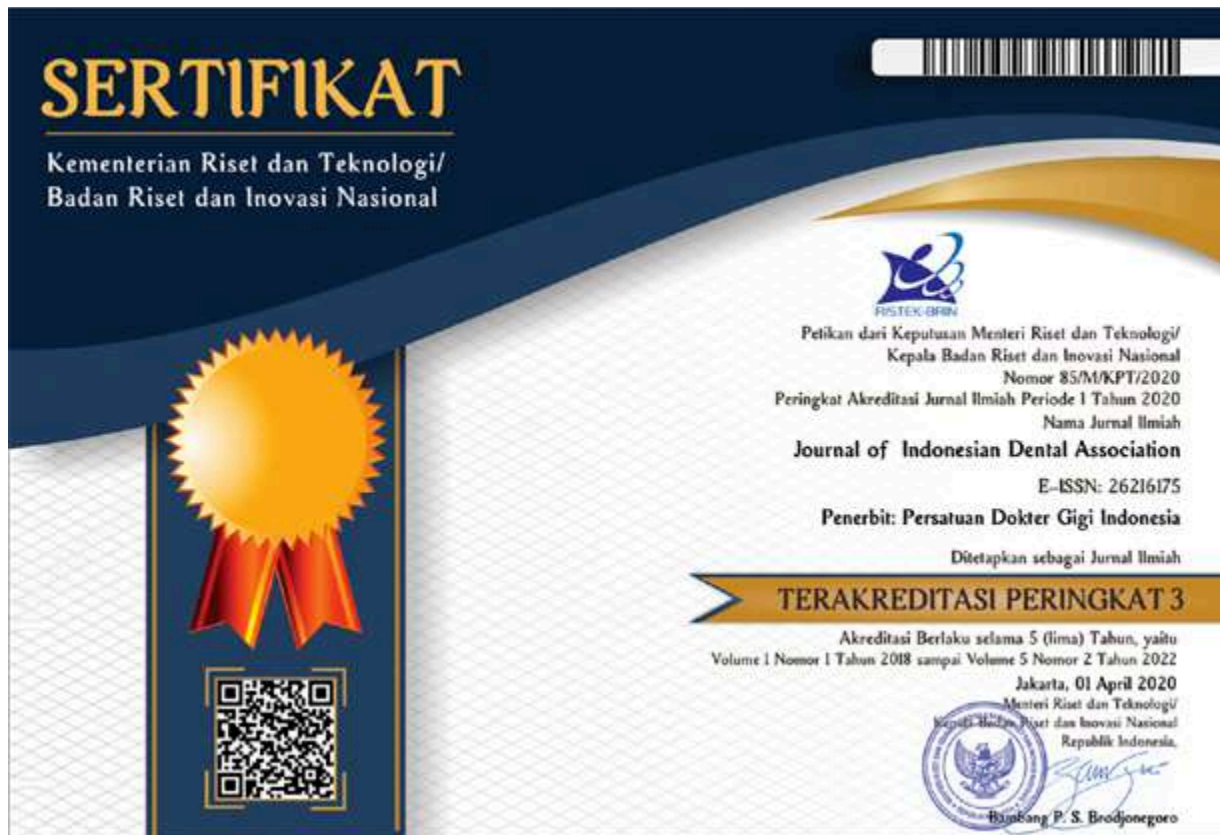 SERTIFIKAT
Kementerian Riset dan Teknologi/
Badan Riset dan Inovasi Nasional
RISTEK-BRIN
Petikan dari Keputusan Menteri Riset dan Teknologi/
Kepala Badan Riset dan Inovasi Nasional
Nomor 85/M/KPT/2020
Peringkat Akreditasi Jurnal Ilmiah Periode 1 Tahun 2020
Nama Jurnal Ilmiah
Journal of Indonesian Dental Association
E-ISSN: 26216175
Penerbit: Persatuan Dokter Gigi Indonesia
Ditetapkan sebagai Jurnal Ilmiah
TERAKREDITASI PERINGKAT 3
Akreditasi Berlaku selama 5 (lima) Tahun, yaitu
Volume 1 Nomor 1 Tahun 2018 sampai Volume 5 Nomor 2 Tahun 2022
Jakarta, 01 April 2020
Menteri Riset dan Teknologi/
Kepala Badan Riset dan Inovasi Nasional
Republik Indonesia,
Bambang P. S. Brodjonegoro